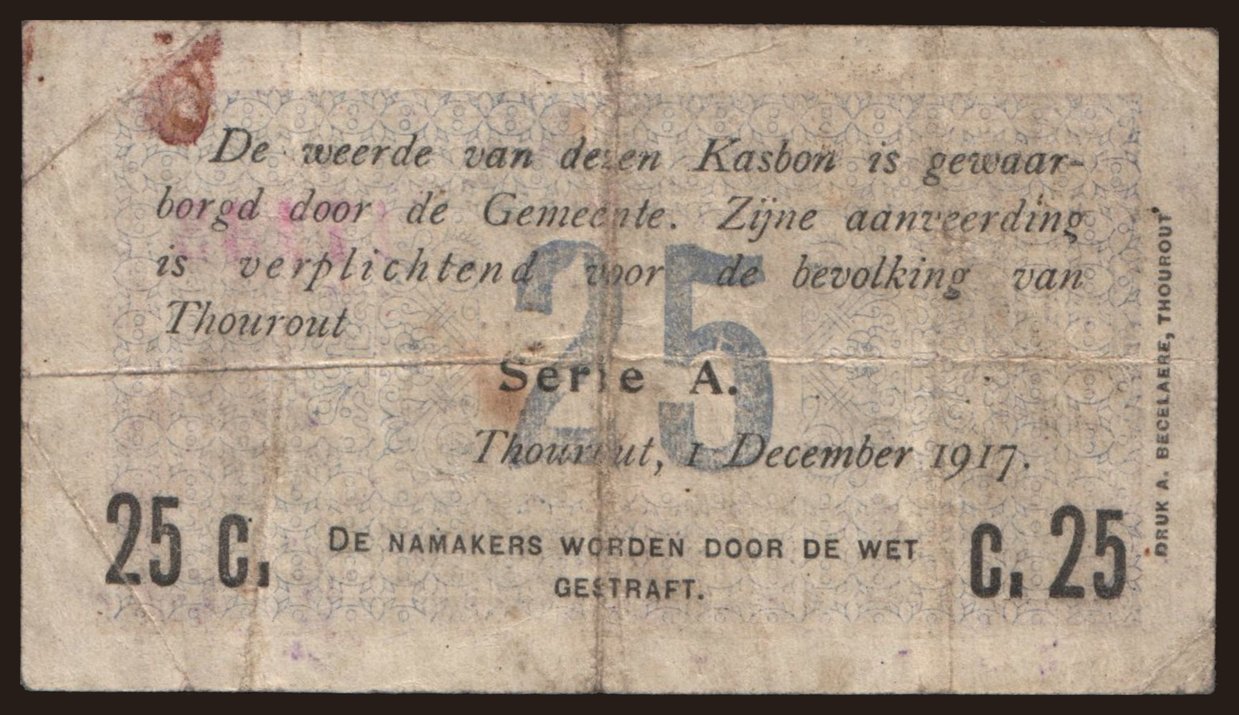 De weerde van dezen Kasbon is gewaar-
borgd door de Gemeente. Zijne aanveerding
is verplichtend voor de bevolking van
Thourout
25
Serie A.
Thourout, 1 December 1917.
25 C.
DE NAMAKERS WORDEN DOOR DE WET
GESTRAFT.
C. 25
DRUK A. BECELAERE, THOUROUT